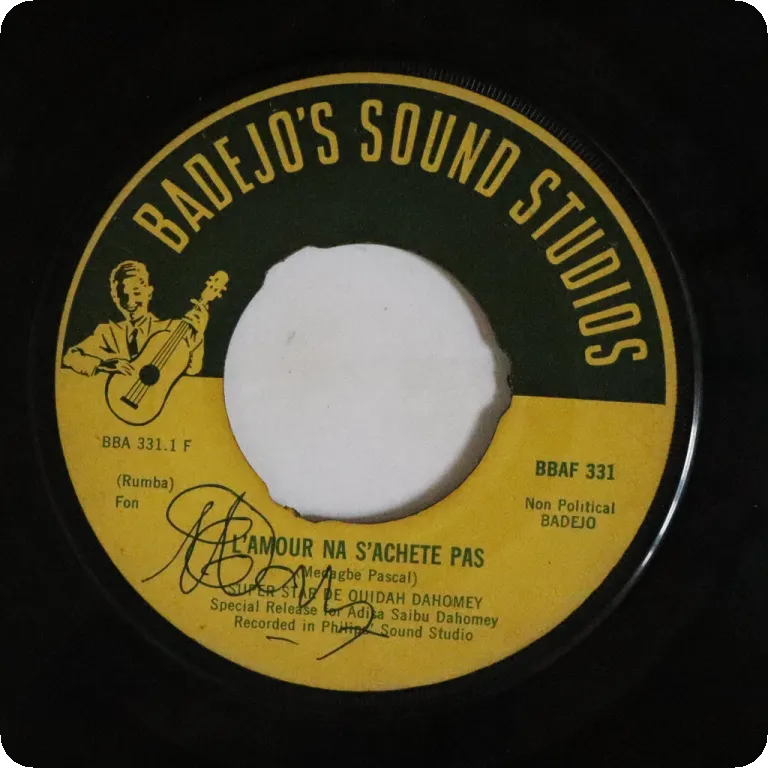 BADEJO'S SOUND STUDIOS
BBA 331.1 F
BBAF 331
(Rumba)
Fon
Non Political
BADEJO
L'AMOUR NA S'ACHETE PAS
(Medagbe Pascal)
SUPER STAR DE OUIDAH DAHOMEY
Special Release for Adisa Saibu Dahomey
Recorded in Philips' Sound Studio